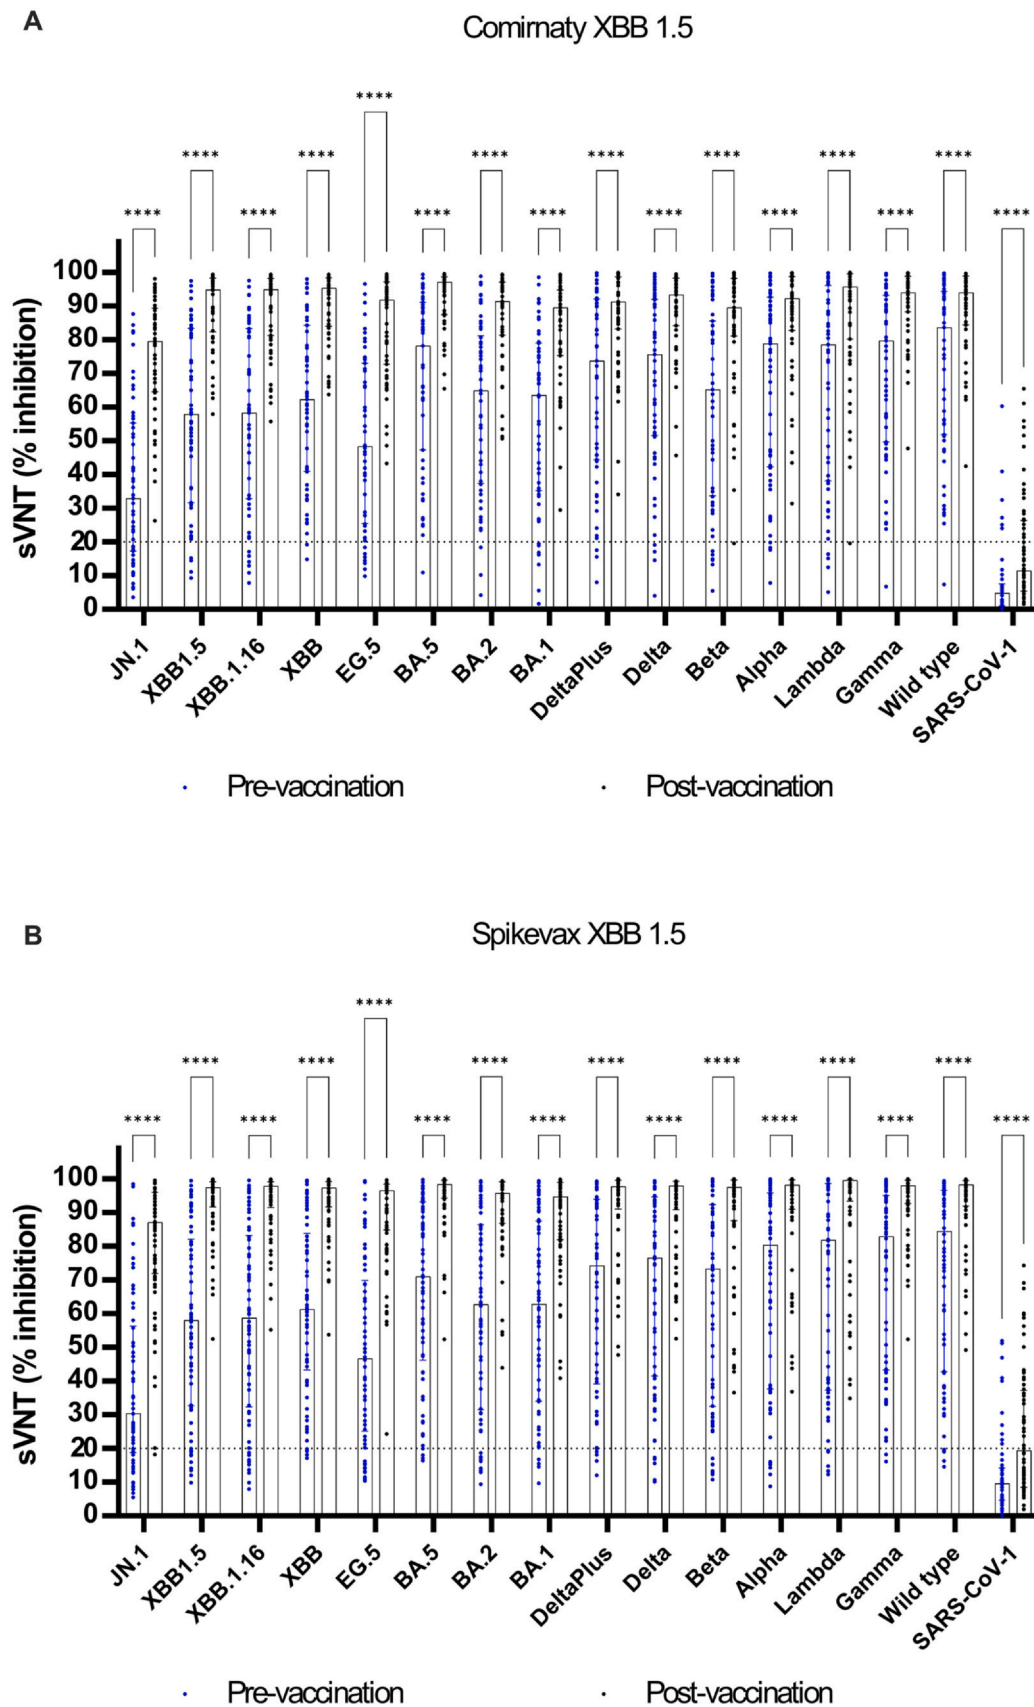 A
Comirnaty XBB 1.5
****
**** **** **** **** **** **** **** ****
**** **** **** **** **** **** **** ****
sVNT (% inhibition)
100
90
80
70
60
50
40
30
20
10
0
JN.1 XBB1.5 XBB.1.16 XBB EG.5 BA.5 BA.2 BA.1 DeltaPlus Delta Beta Alpha Lambda Gamma Wild type SARS-CoV-1
Pre-vaccination Post-vaccination
B
Spikevax XBB 1.5
****
**** **** **** **** **** **** ****
**** **** **** **** **** **** **** ****
sVNT (% inhibition)
100
90
80
70
60
50
40
30
20
10
0
JN.1 XBB1.5 XBB.1.16 XBB EG.5 BA.5 BA.2 BA.1 DeltaPlus Delta Beta Alpha Lambda Gamma Wild type SARS-CoV-1
Pre-vaccination Post-vaccination